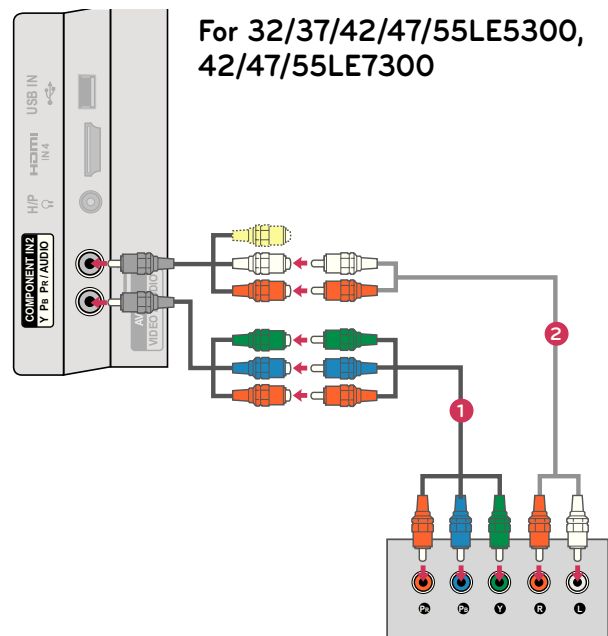 For 32/37/42/47/55LE5300,
42/47/55LE7300
USB IN
HDMI
IN 4
H/P
COMPONENT IN2
Y PB PR / AUDIO
VIDEO
2
1
PR PB Y R L